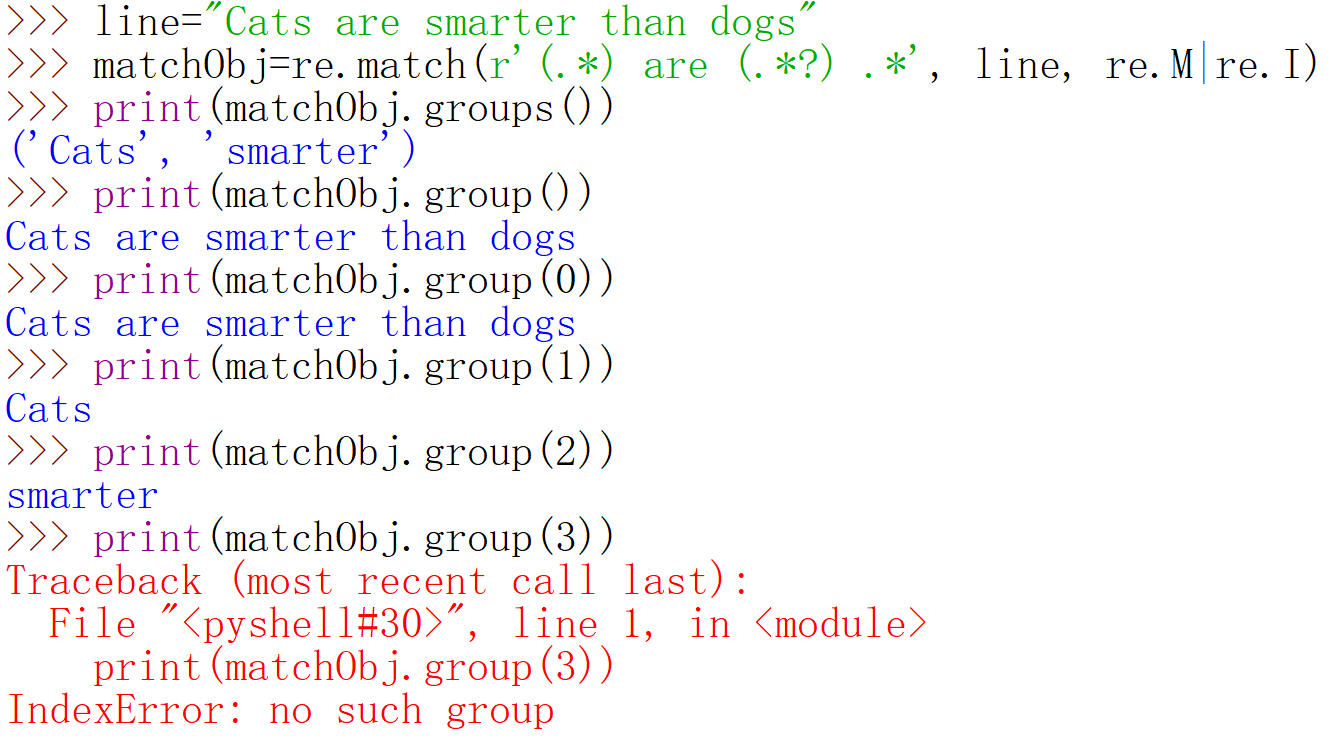 >>> line="Cats are smarter than dogs"
>>> matchObj=re.match(r'(.*) are (.*?) .*', line, re.M|re.I)
>>> print(matchObj.groups())
('Cats', 'smarter')
>>> print(matchObj.group())
Cats are smarter than dogs
>>> print(matchObj.group(0))
Cats are smarter than dogs
>>> print(matchObj.group(1))
Cats
>>> print(matchObj.group(2))
smarter
>>> print(matchObj.group(3))
Traceback (most recent call last):
  File "<pyshell#30>", line 1, in <module>
    print(matchObj.group(3))
IndexError: no such group